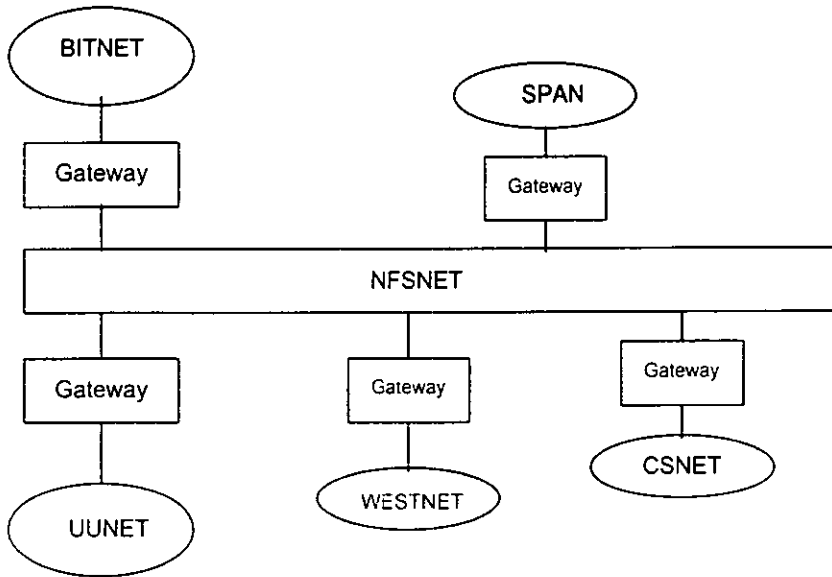 BITNET
SPAN
Gateway
Gateway
NFSNET
Gateway
Gateway
Gateway
UUNET
WESTNET
CSNET